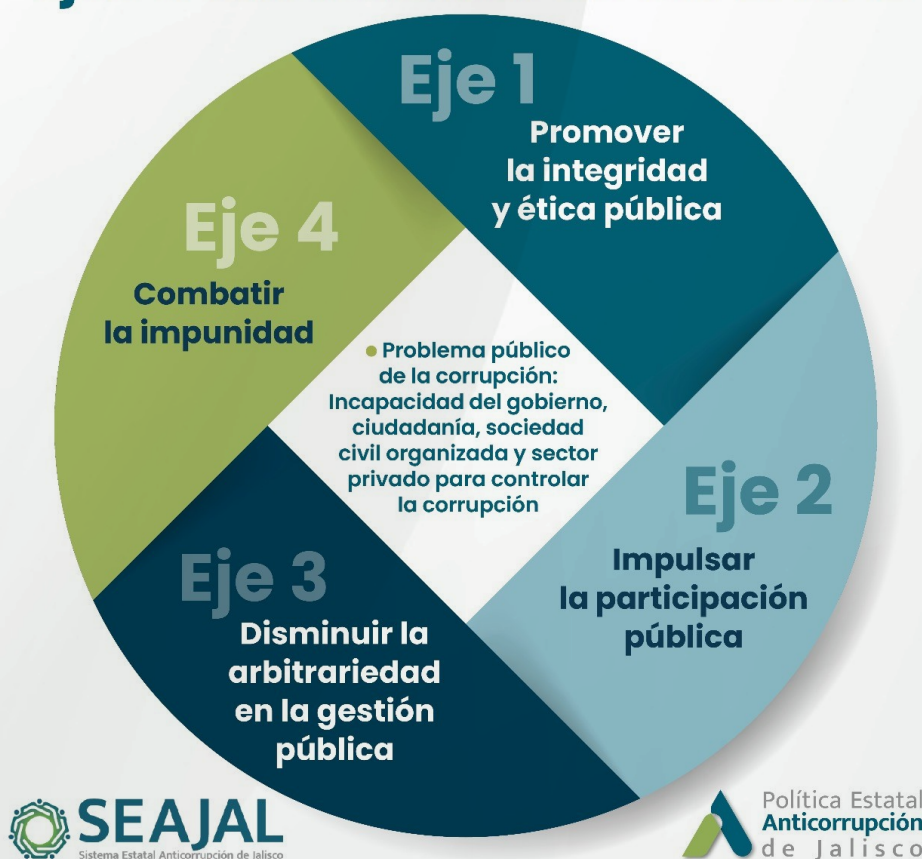 Eje 1
Promover
la integridad
y ética pública
Eje 2
Impulsar
la participación
pública
Eje 3
Disminuir la
arbitrariedad
en la gestión
pública
Eje 4
Combatir
la impunidad
• Problema público
de la corrupción:
Incapacidad del gobierno,
ciudadanía, sociedad
civil organizada y sector
privado para controlar
la corrupción
SEAJAL
Sistema Estatal Anticorrupción de Jalisco
Política Estatal
Anticorrupción
de Jalisco